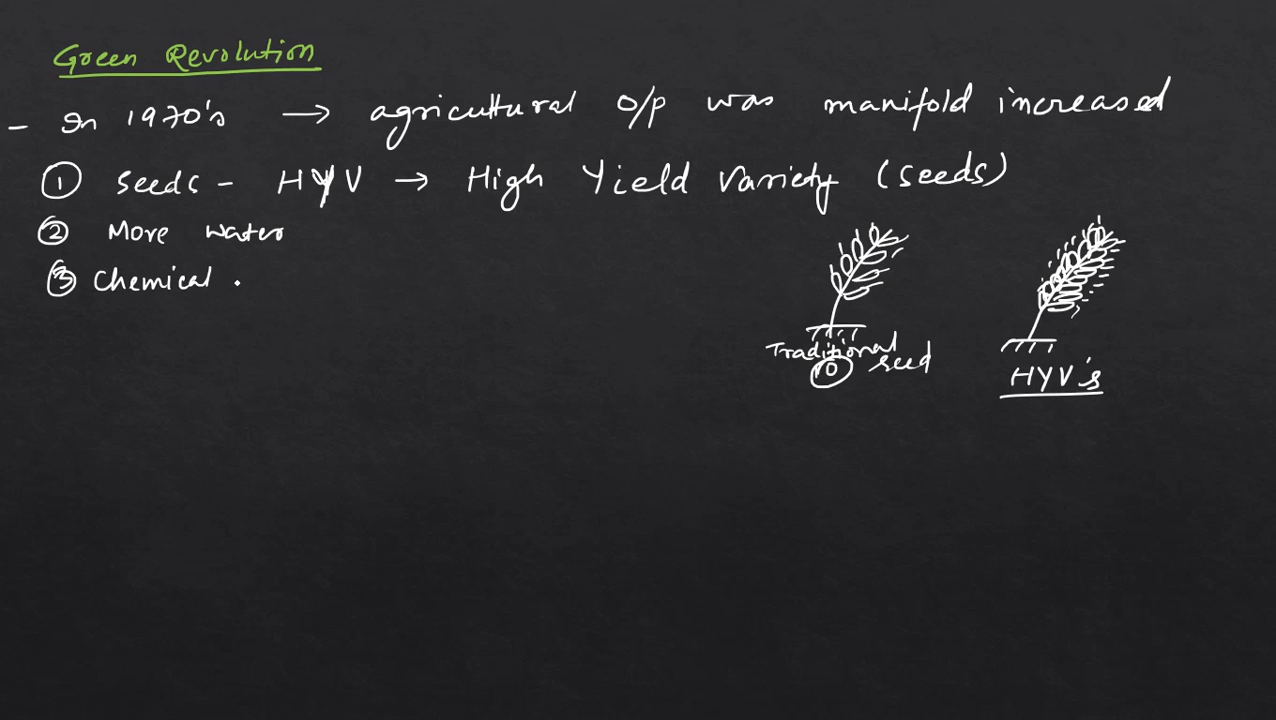 Green Revolution
- In 1970's → agricultural o/p was manifold increased
① Seeds - HYV → High Yield Variety (seeds)
② More water
③ Chemical .
Traditional seed
10
HYV's